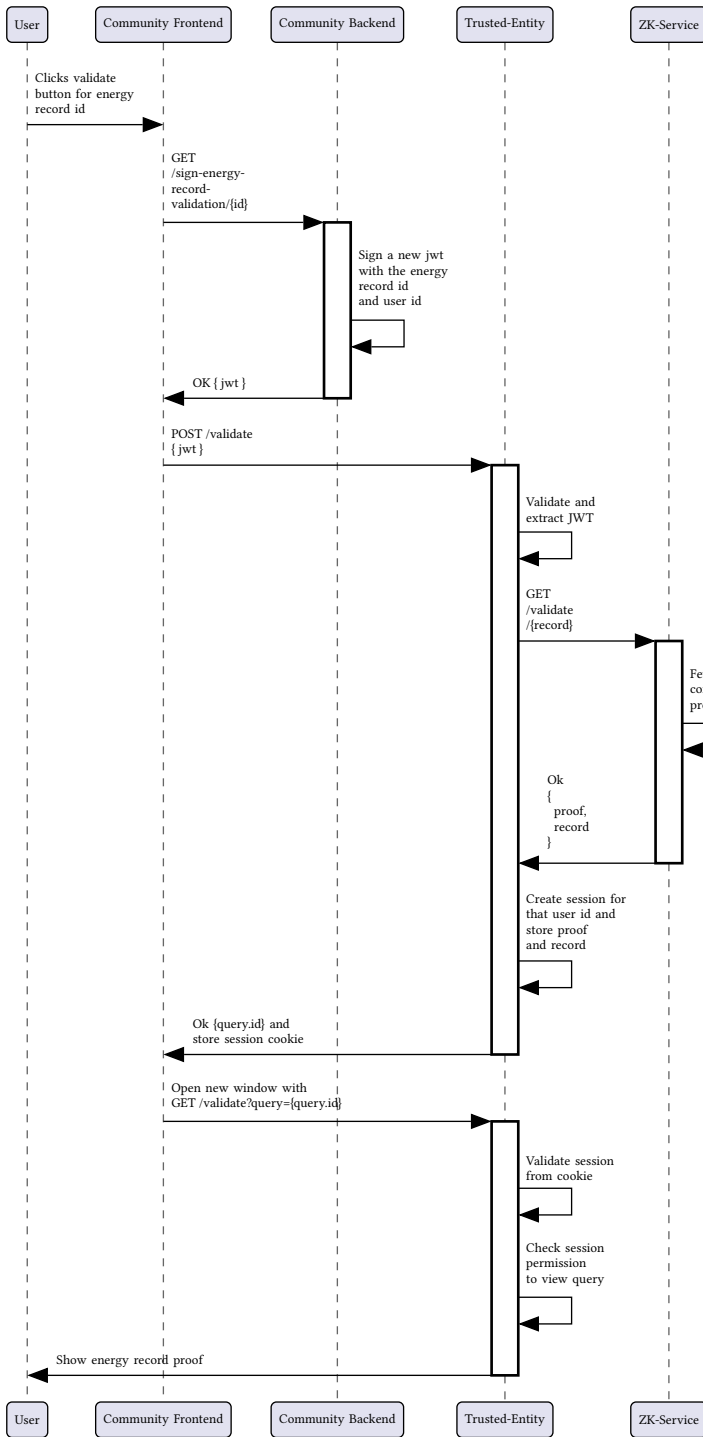 User
Community Frontend
Community Backend
Trusted-Entity
ZK-Service
Clicks validate
button for energy
record id
GET
/sign-energy-
record-
validation/{id}
Sign a new jwt
with the energy
record id
and user id
OK { jwt }
POST /validate
{ jwt }
Validate and
extract JWT
GET
/validate
/{record}
Ok
{
proof,
record
}
Create session for
that user id and
store proof
and record
Ok {query.id} and
store session cookie
Open new window with
GET /validate?query={query.id}
Validate session
from cookie
Check session
permission
to view query
Show energy record proof
User
Community Frontend
Community Backend
Trusted-Entity
ZK-Service